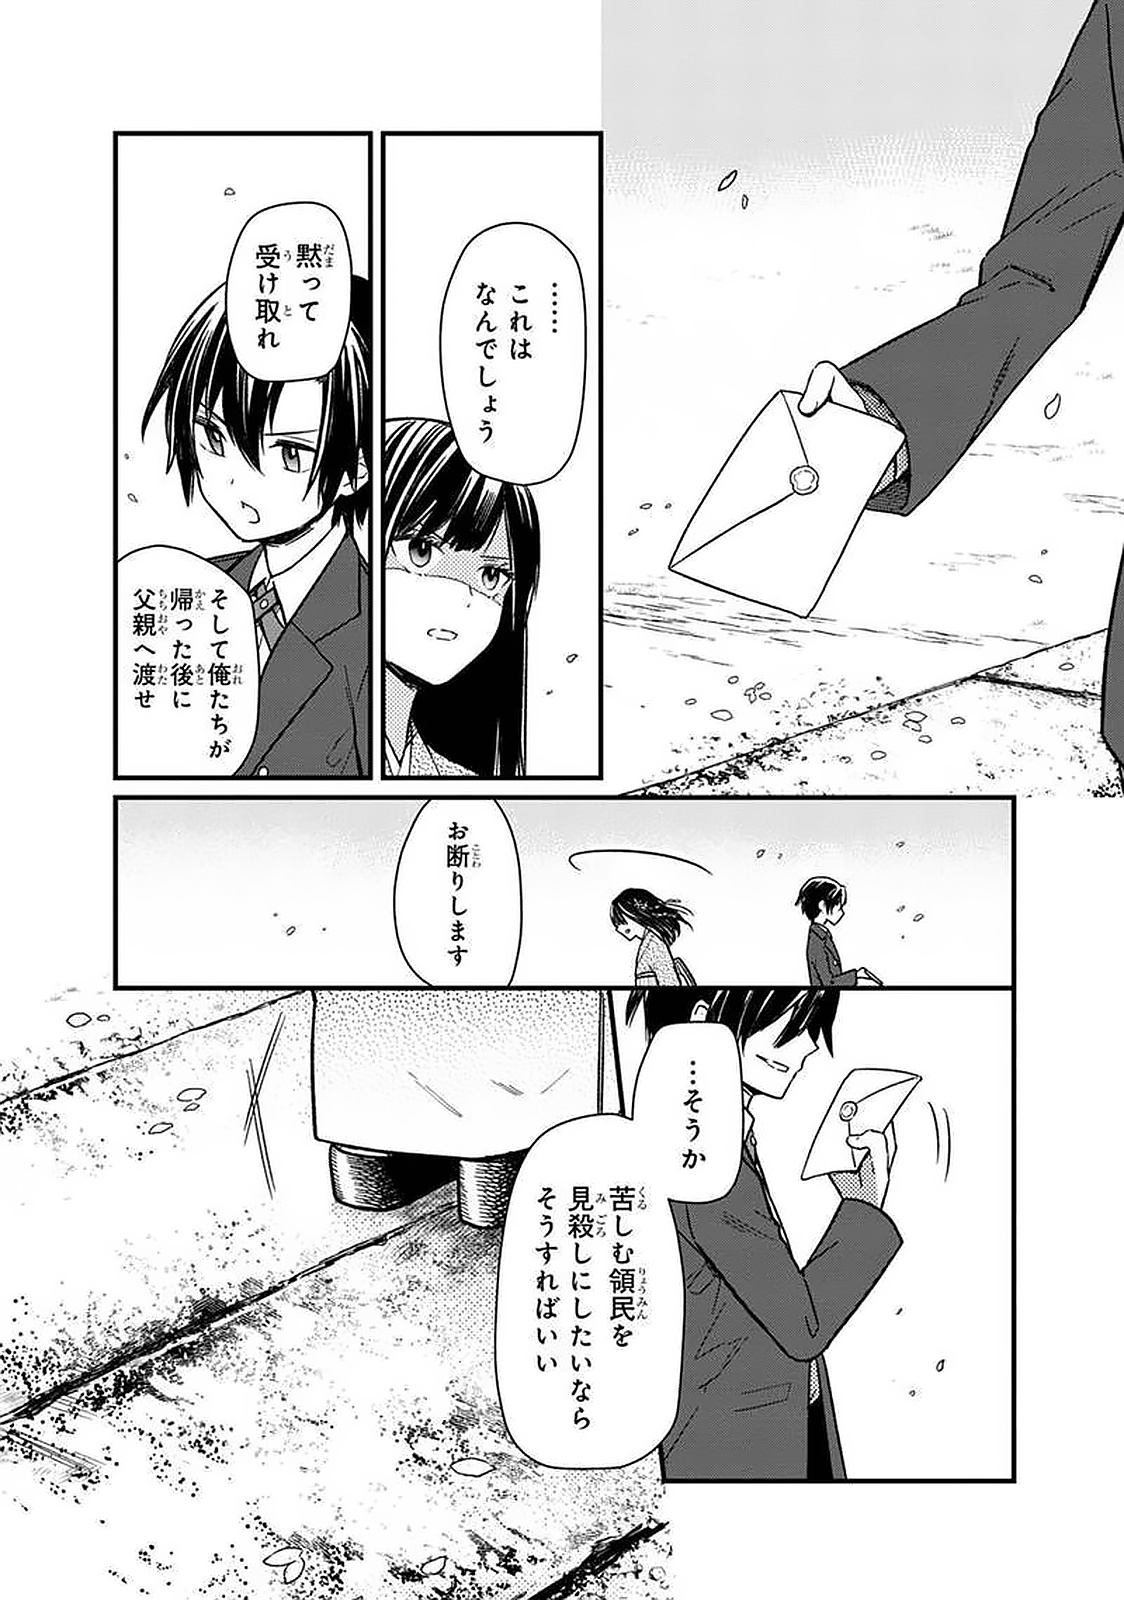 ……
これは
なんでしょう
黙って
受け取れ
そして俺たちが
帰った後に
父親へ渡せ
お断りします
…そうか
苦しむ領民を
見殺しにしたいなら
そうすればいい